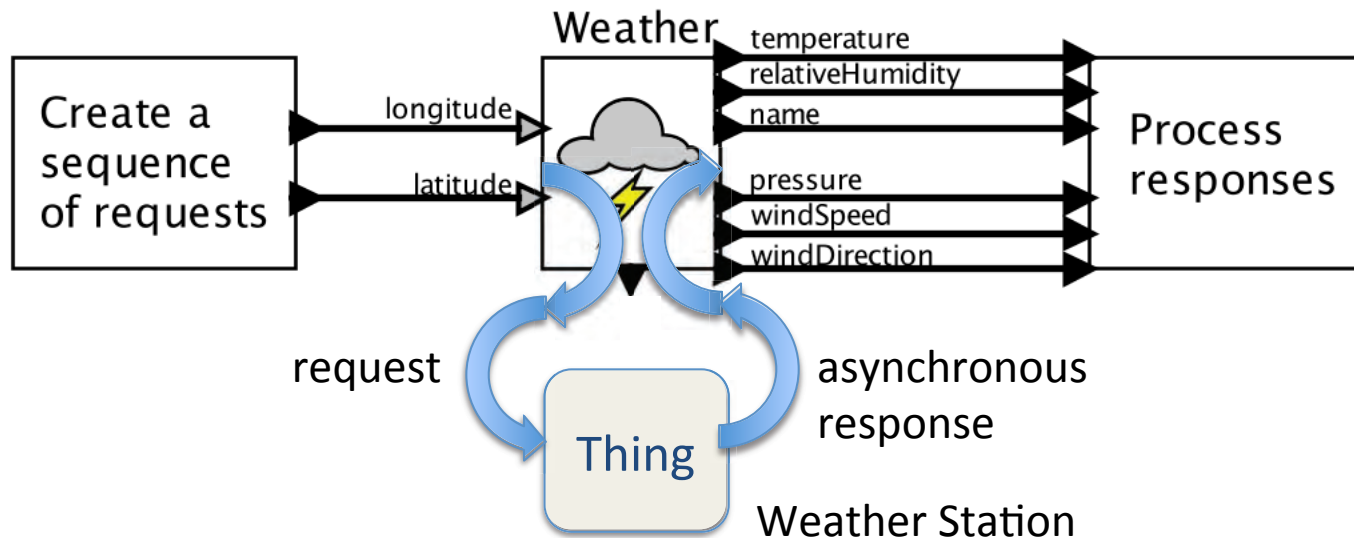 Weather
temperature
relativeHumidity
name
pressure
windSpeed
windDirection
longitude
latitude
Create a
sequence
of requests
Process
responses
request
asynchronous
response
Thing
Weather Station